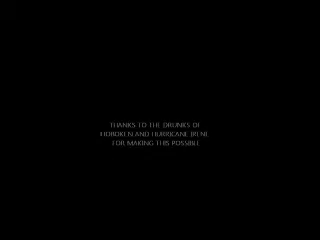 THANKS TO THE DRUNKS OF
HOBOKEN AND HURRICANE IRENE
FOR MAKING THIS POSSIBLE